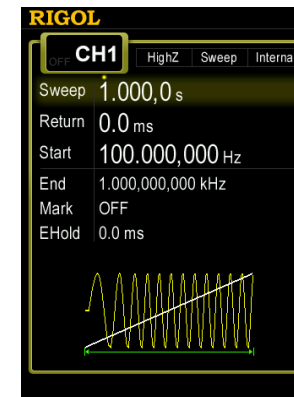 RIGOL
OFF CH1 HighZ Sweep Interna
Sweep 1.000,0 s
Return 0.0 ms
Start 100.000,000 Hz
End 1.000,000,000 kHz
Mark OFF
EHold 0.0 ms